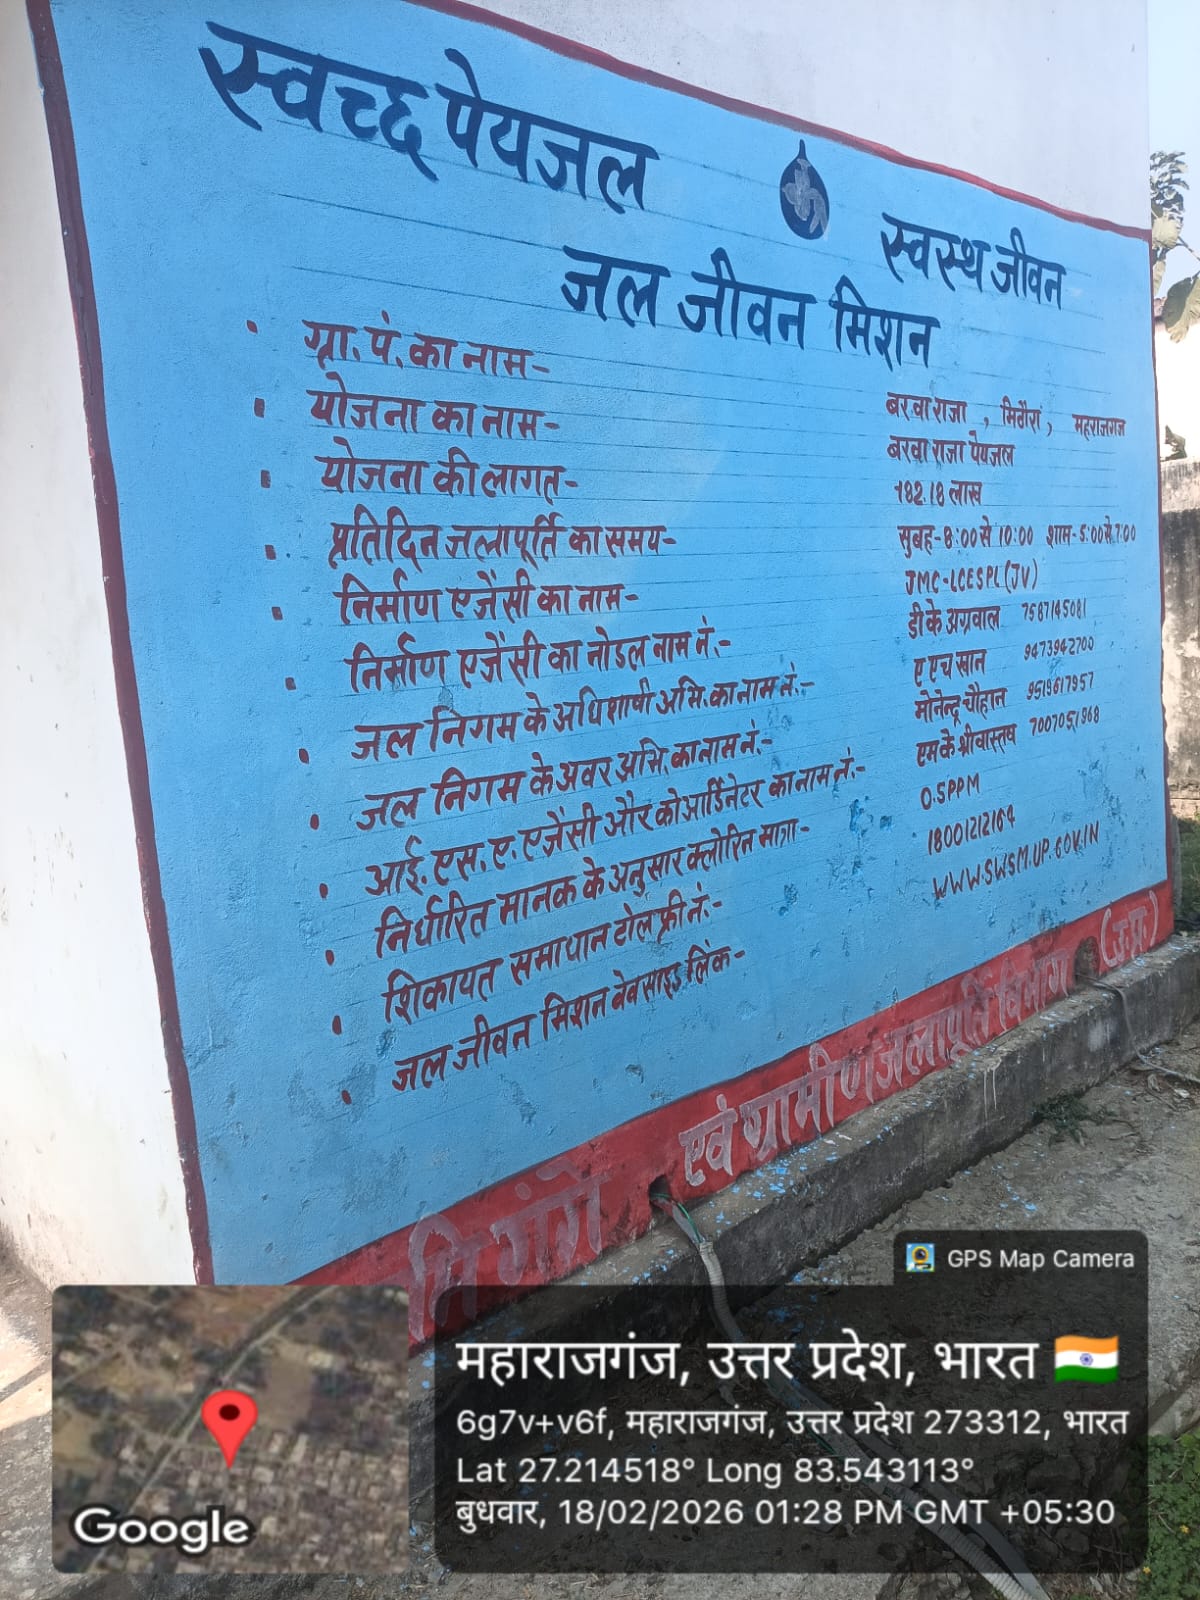 स्वच्छ पेयजल स्वस्थ जीवन
जल जीवन मिशन
ग्रा. पं. का नाम- बरवा राजा , मिठौरा , महराजगंज
योजना का नाम- बरवा राजा पेयजल
योजना की लागत- 182.18 लाख
प्रतिदिन जलापूर्ति का समय- सुबह-8:00 से 10:00 शाम-5:00 से 7:00
निर्माण एजेंसी का नाम- JMC-LCESPL (JV)
निर्माण एजेंसी का नोडल नाम नं.- डी के अग्रवाल 7587145081
जल निगम के अधिशाषी अभि. का नाम नं.- ए एच खान 9473942700
जल निगम के अवर अभि. का नाम नं.- मोनेन्द्र चौहान 9519617957
आई. एस. ए. एजेंसी और कोआर्डिनेटर का नाम नं.- एम के श्रीवास्तव 7007051968
निर्धारित मानक के अनुसार क्लोरिन मात्रा- 0.5PPM
शिकायत समाधान टोल फ्री नं.- 18001212164
जल जीवन मिशन वेबसाइड लिंक- WWW.SWSM.UP.GOV.IN
गंगे एवं ग्रामीण जलापूर्ति विभाग (उ.प्र.)
GPS Map Camera
महाराजगंज, उत्तर प्रदेश, भारत
6g7v+v6f, महाराजगंज, उत्तर प्रदेश 273312, भारत
Lat 27.214518° Long 83.543113°
बुधवार, 18/02/2026 01:28 PM GMT +05:30
Google